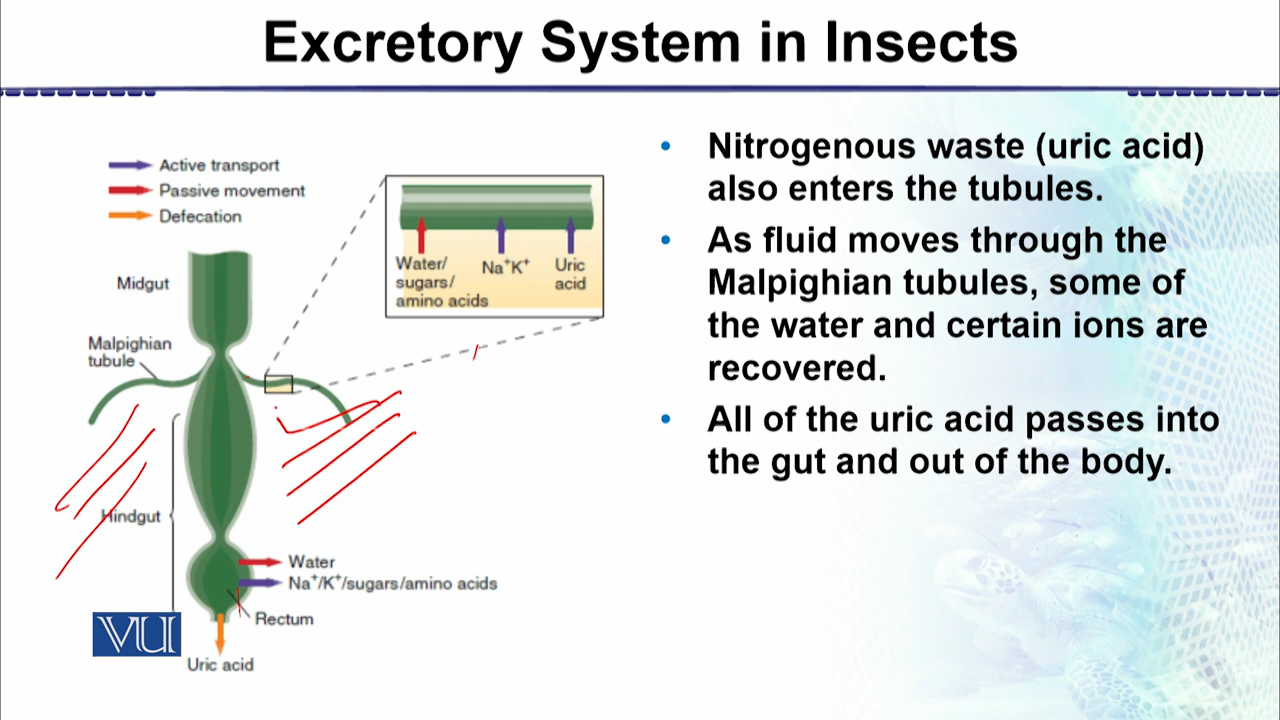 Excretory System in Insects
Active transport
Passive movement
Defecation
Midgut
Malpighian
tubule
Water/
sugars/
amino acids
Na⁺K⁺
Uric
acid
Hindgut
Water
Na⁺/K⁺/sugars/amino acids
Rectum
Uric acid
VU
• Nitrogenous waste (uric acid)
also enters the tubules.
• As fluid moves through the
Malpighian tubules, some of
the water and certain ions are
recovered.
• All of the uric acid passes into
the gut and out of the body.